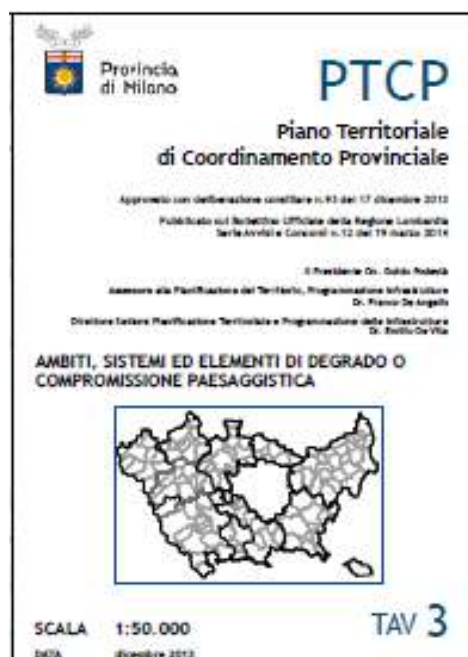 Provincia
di Milano
PTCP
Piano Territoriale
di Coordinamento Provinciale
Approvato con deliberazione consiliare n.93 del 17 dicembre 2013
Pubblicato sul Bollettino Ufficiale della Regione Lombardia
Serie Avvisi e Concorsi n.12 del 19 marzo 2014
Il Presidente On. Guido Podestà
Assessore alla Pianificazione del Territorio, Programmazione Infrastrutture
Dr. Franco De Angelis
Direttore Settore Pianificazione Territoriale e Programmazione delle Infrastrutture
Dr. Emilio De Vita
AMBITI, SISTEMI ED ELEMENTI DI DEGRADO O
COMPROMISSIONE PAESAGGISTICA
SCALA 1:50.000
TAV 3
DATA dicembre 2013